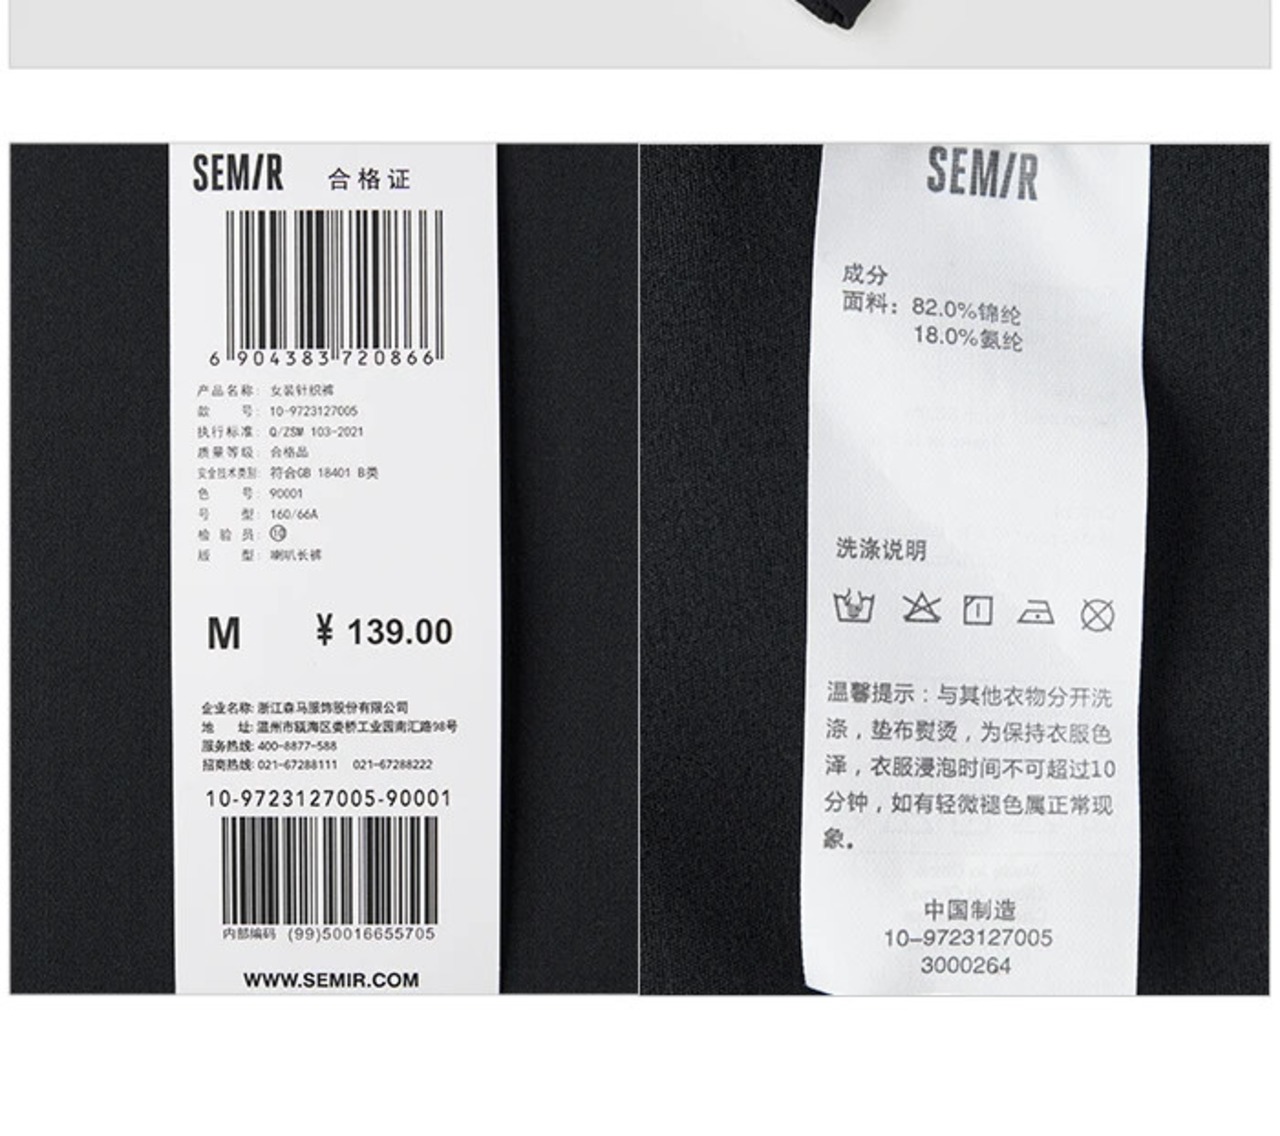 SEMIR 合格证
6 904383 720866
产品名称: 女装针织裤
款 号: 10-9723127005
执行标准: Q/ZSM 103-2021
质量等级: 合格品
安全技术类别: 符合GB 18401 B类
色 号: 90001
号 型: 160/66A
检 验 员:
版 型: 喇叭长裤
M ¥ 139.00
企业名称: 浙江森马服饰股份有限公司
地 址: 温州市瓯海区娄桥工业园南汇路98号
服务热线: 400-8877-588
招商热线: 021-67288111 021-67288222
10-9723127005-90001
内部编码 (99)50016655705
WWW.SEMIR.COM
SEMIR
成分
面料: 82.0%锦纶
18.0%氨纶
洗涤说明
温馨提示：与其他衣物分开洗
涤，垫布熨烫，为保持衣服色
泽，衣服浸泡时间不可超过10
分钟，如有轻微褪色属正常现
象。
中国制造
10-9723127005
3000264